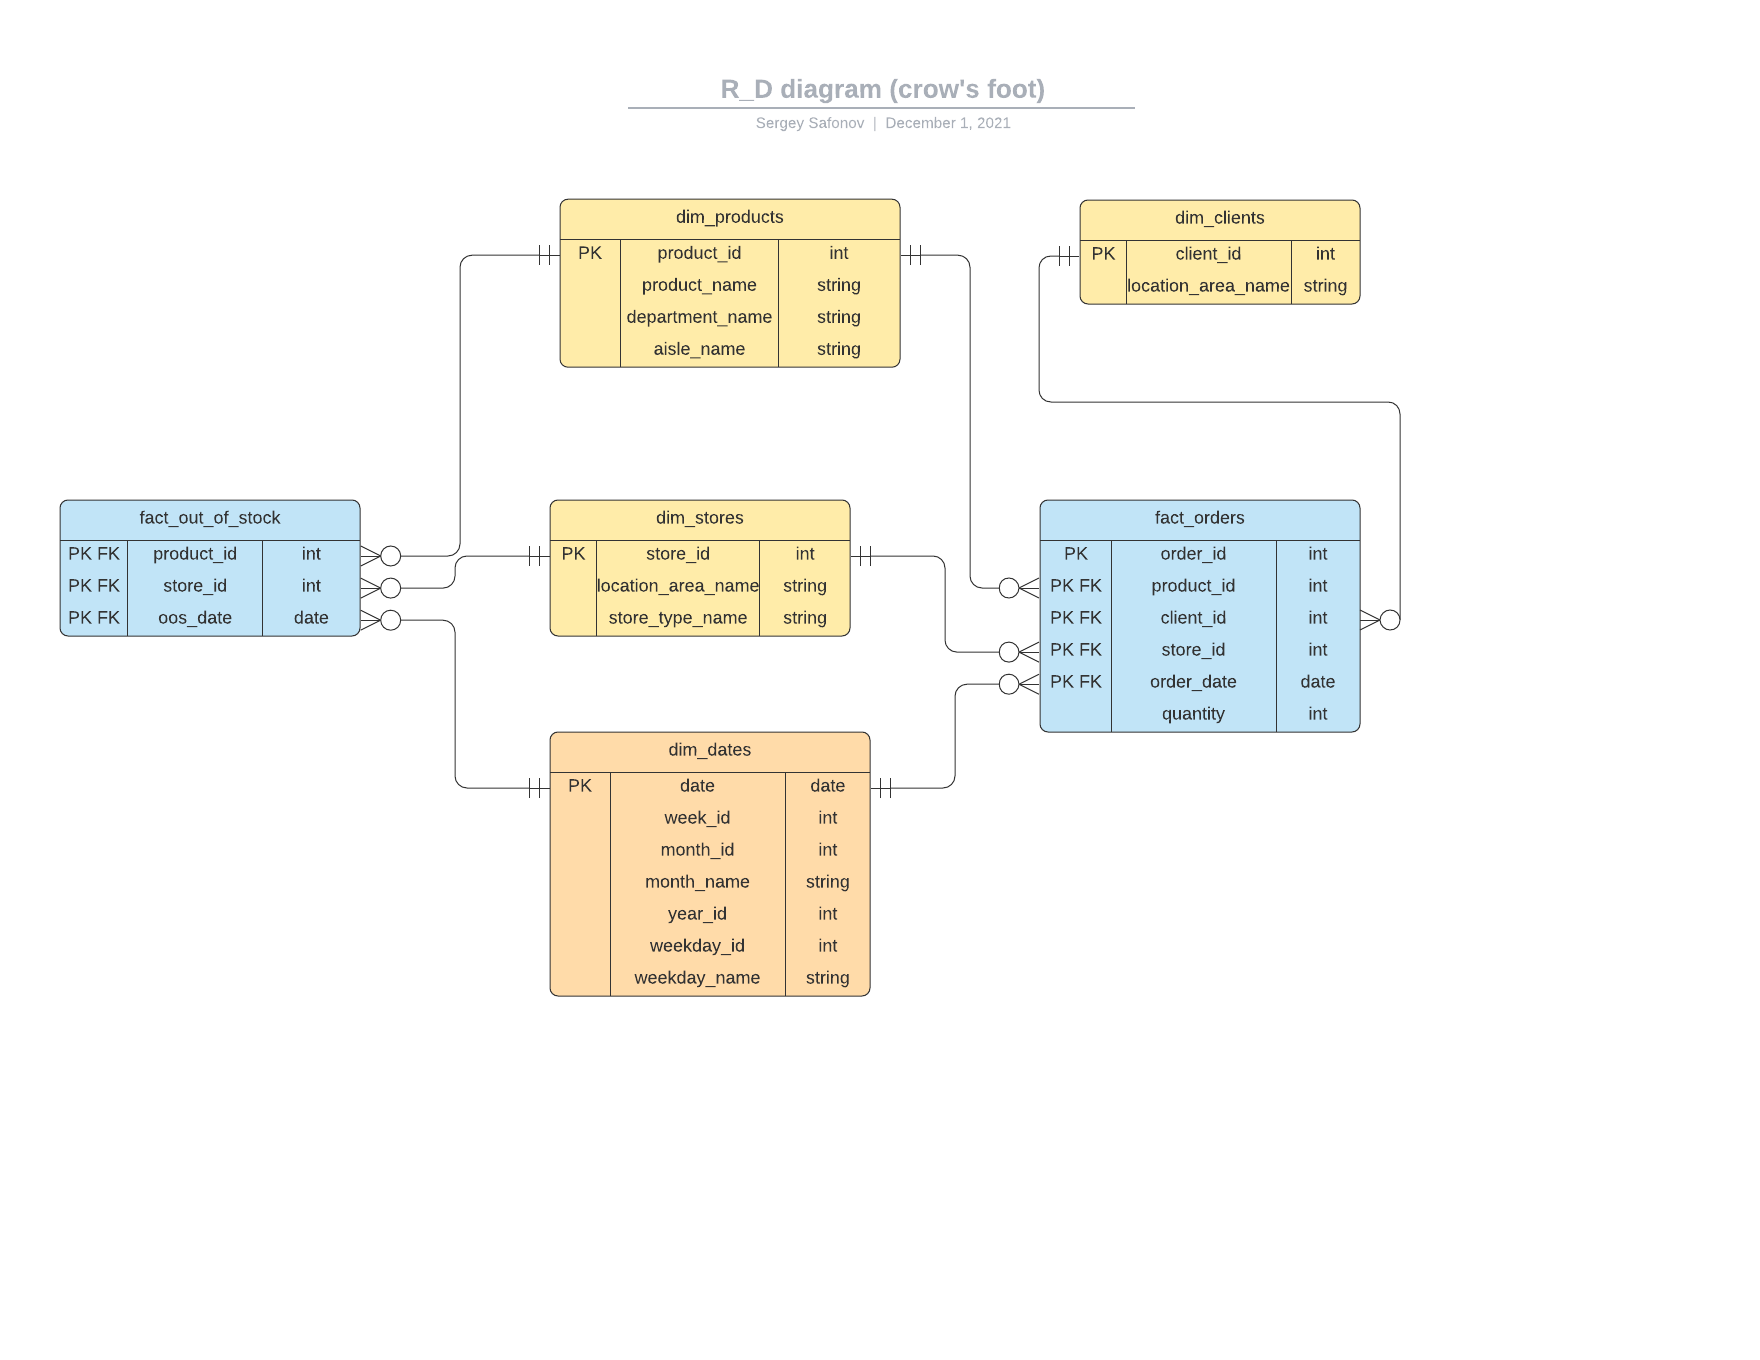 R_D diagram (crow's foot)
Sergey Safonov | December 1, 2021
dim_products
PK product_id int
product_name string
department_name string
aisle_name string
dim_clients
PK client_id int
location_area_name string
fact_out_of_stock
PK FK product_id int
PK FK store_id int
PK FK oos_date date
dim_stores
PK store_id int
location_area_name string
store_type_name string
fact_orders
PK order_id int
PK FK product_id int
PK FK client_id int
PK FK store_id int
PK FK order_date date
quantity int
dim_dates
PK date date
week_id int
month_id int
month_name string
year_id int
weekday_id int
weekday_name string